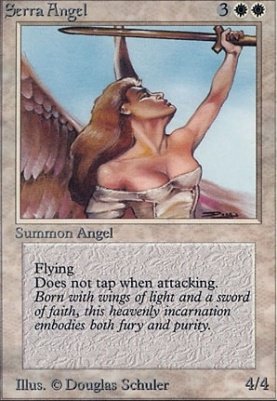 Serra Angel 3
Summon Angel
Flying
Does not tap when attacking.
Born with wings of light and a sword
of faith, this heavenly incarnation
embodies both fury and purity.
Illus. © Douglas Schuler 4/4